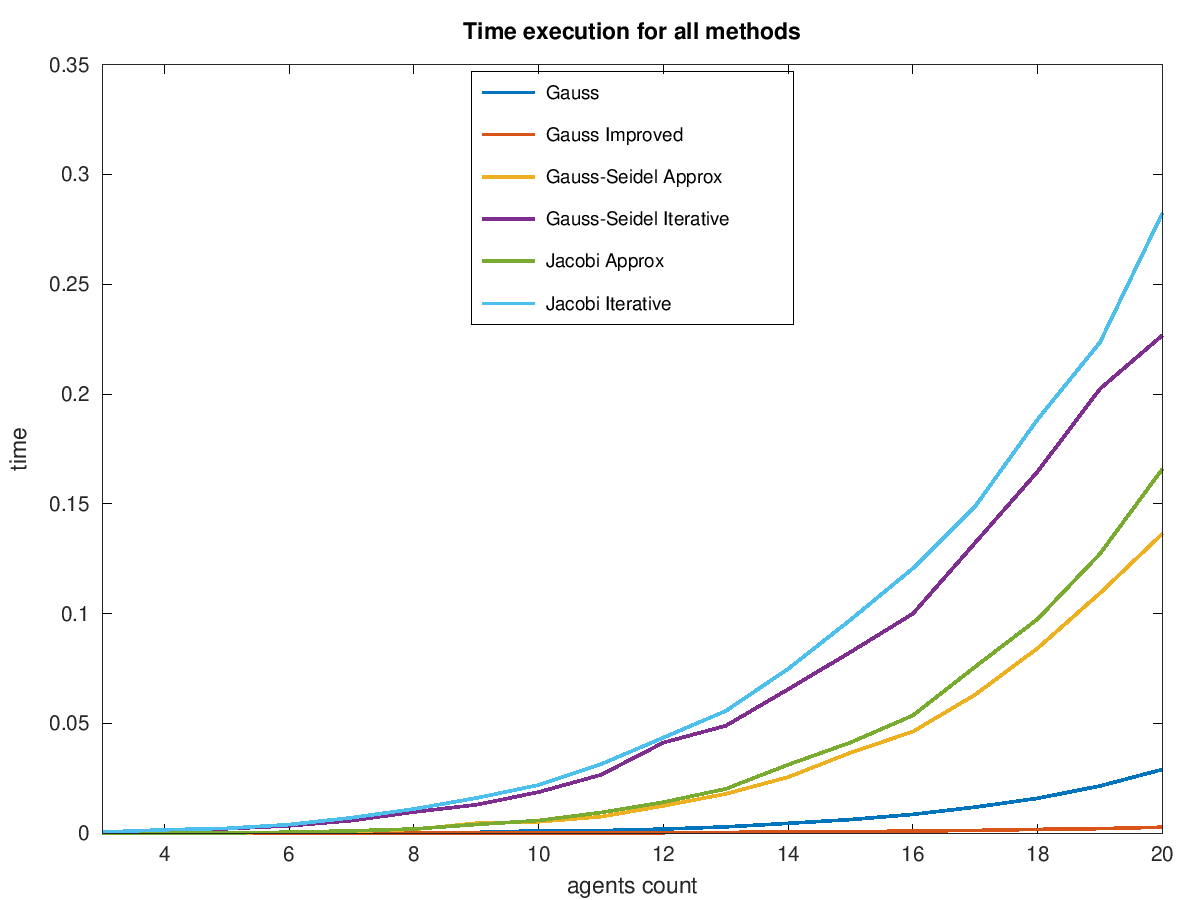 Time execution for all methods
0.35
0.3
0.25
0.2
0.15
0.1
0.05
0
time
Gauss
Gauss Improved
Gauss-Seidel Approx
Gauss-Seidel Iterative
Jacobi Approx
Jacobi Iterative
4 6 8 10 12 14 16 18 20
agents count